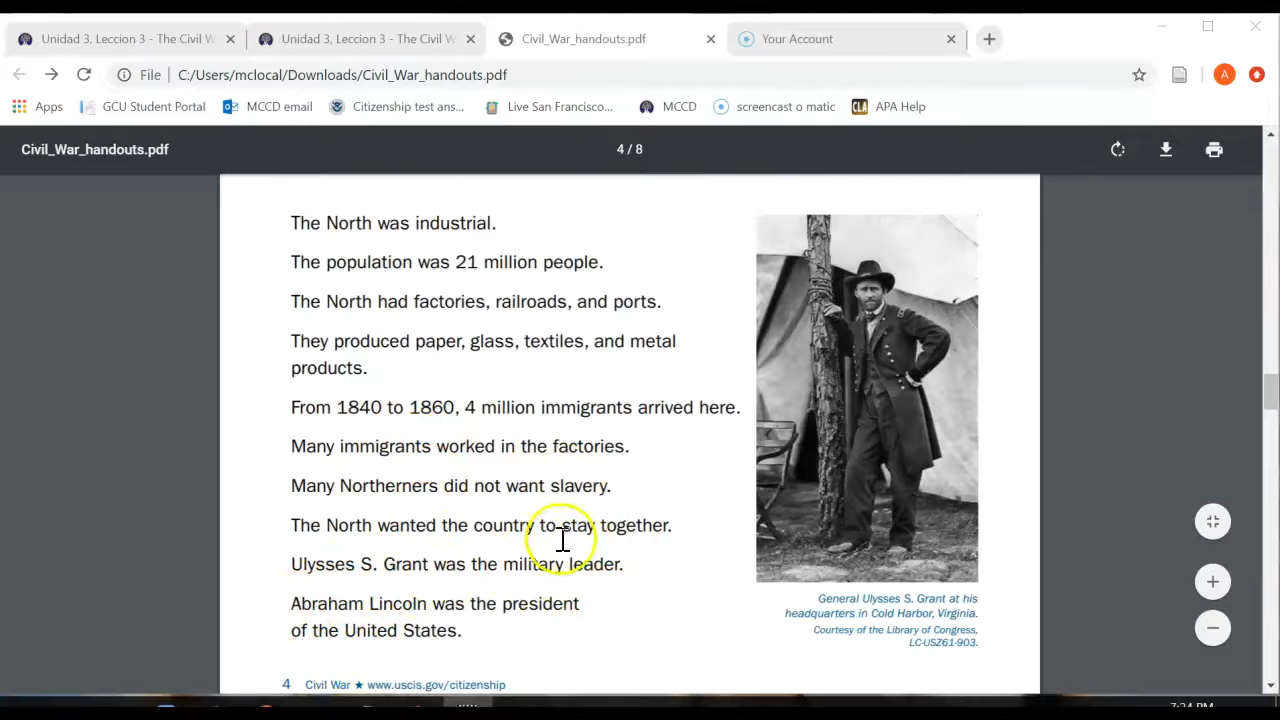 Unidad 3, Leccion 3 - The Civil W
Unidad 3, Leccion 3 - The Civil W
Civil_War_handouts.pdf
Your Account
File
C:/Users/mclocal/Downloads/Civil_War_handouts.pdf
A
Apps
GCU Student Portal
MCCD email
Citizenship test ans...
Live San Francisco...
MCCD
screencast o matic
CLA
APA Help
Civil_War_handouts.pdf
4 / 8
The North was industrial.
The population was 21 million people.
The North had factories, railroads, and ports.
They produced paper, glass, textiles, and metal
products.
From 1840 to 1860, 4 million immigrants arrived here.
Many immigrants worked in the factories.
Many Northerners did not want slavery.
The North wanted the country to stay together.
Ulysses S. Grant was the military leader.
Abraham Lincoln was the president
of the United States.
General Ulysses S. Grant at his
headquarters in Cold Harbor, Virginia.
Courtesy of the Library of Congress,
LC-USZ61-903.
4 Civil War ★ www.uscis.gov/citizenship